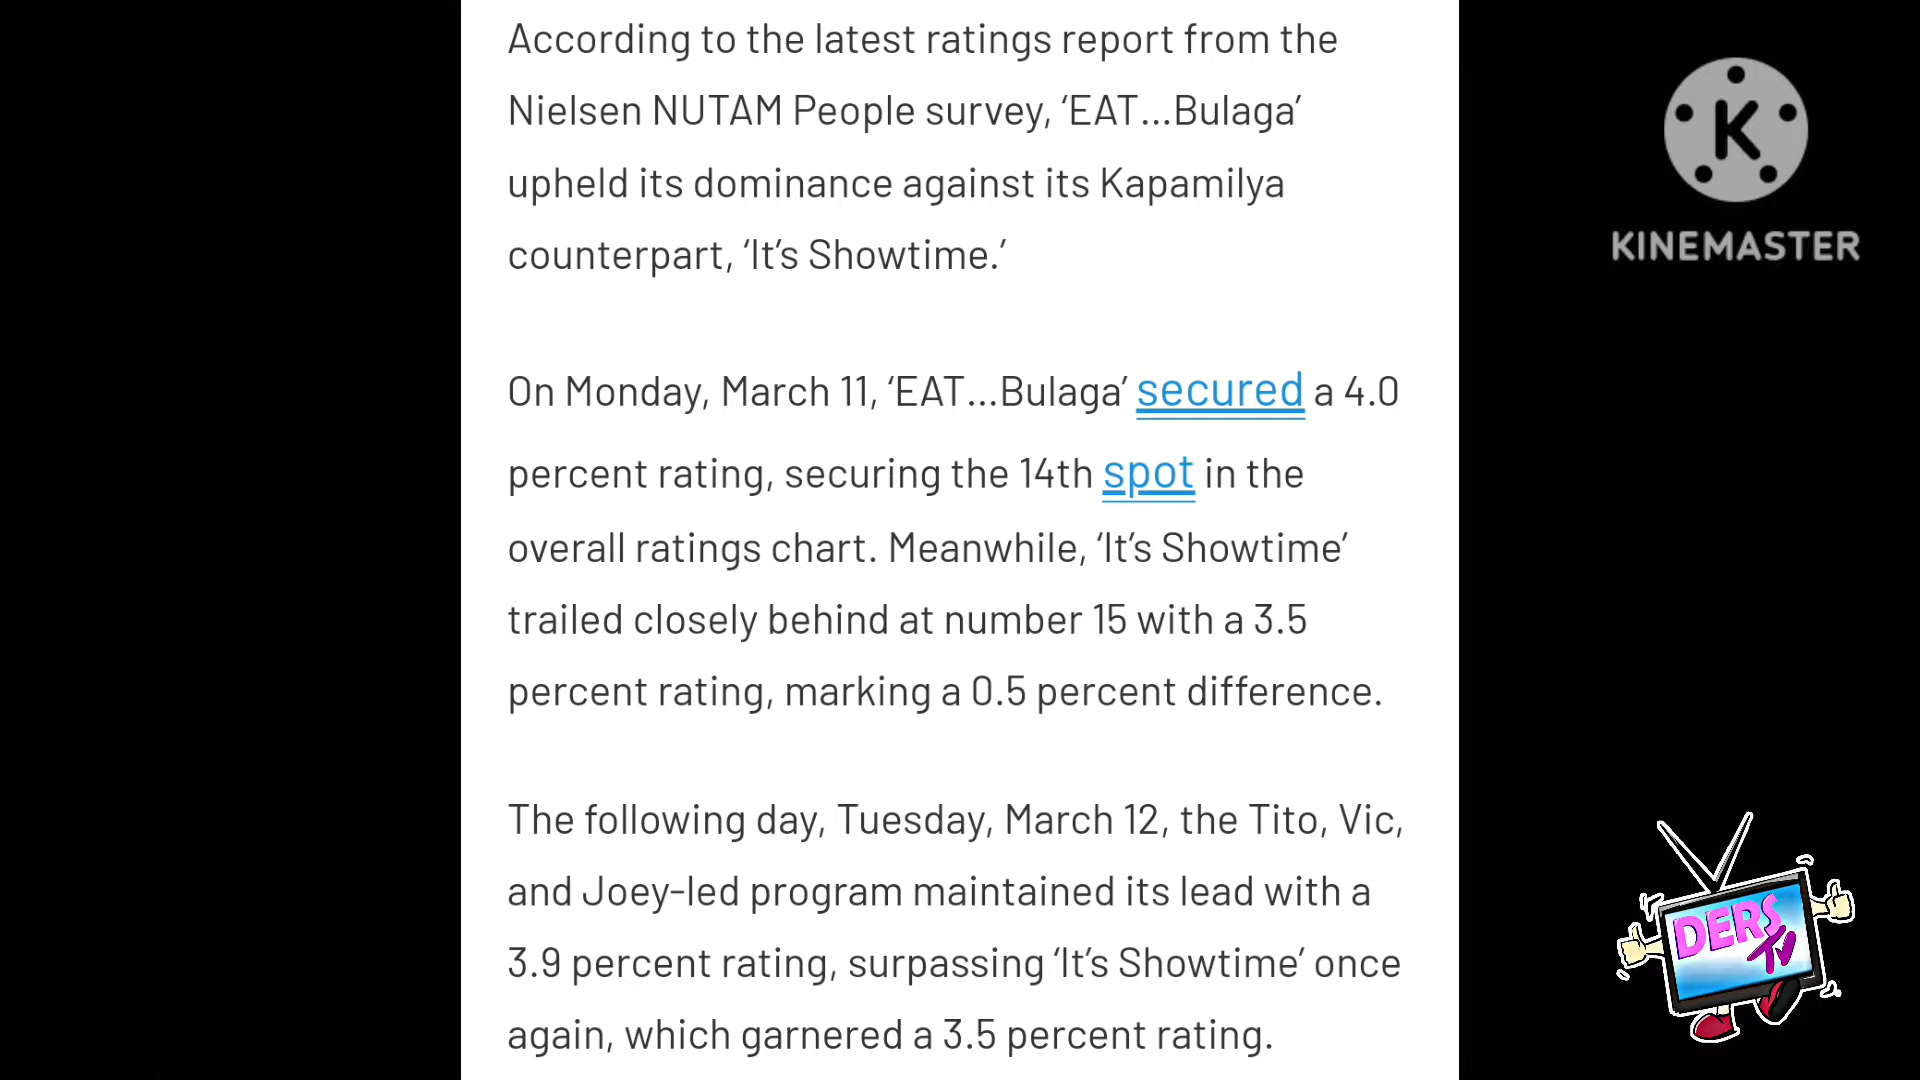 According to the latest ratings report from the
Nielsen NUTAM People survey, ‘EAT…Bulaga’
upheld its dominance against its Kapamilya
counterpart, ‘It’s Showtime.’
On Monday, March 11, ‘EAT…Bulaga’ secured a 4.0
percent rating, securing the 14th spot in the
overall ratings chart. Meanwhile, ‘It’s Showtime’
trailed closely behind at number 15 with a 3.5
percent rating, marking a 0.5 percent difference.
The following day, Tuesday, March 12, the Tito, Vic,
and Joey-led program maintained its lead with a
3.9 percent rating, surpassing ‘It’s Showtime’ once
again, which garnered a 3.5 percent rating.
K
KINEMASTER
DERS
TV